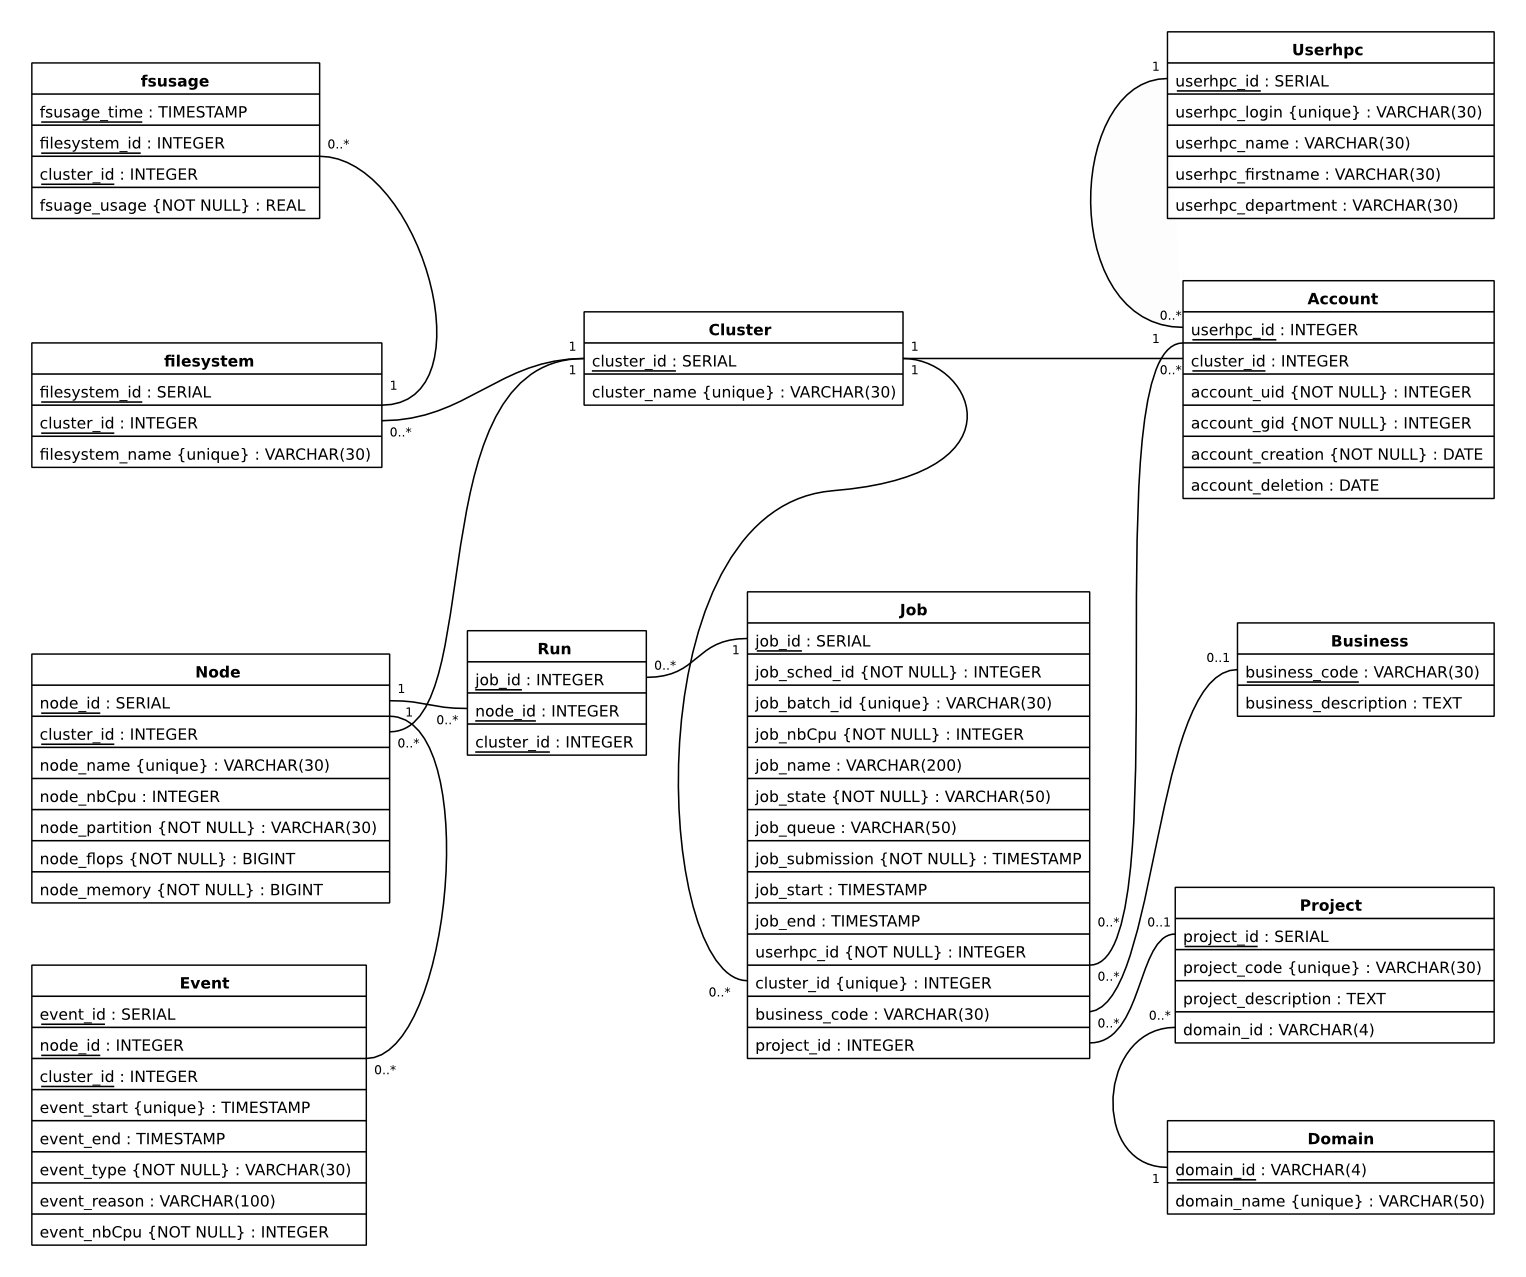 fsusage
fsusage_time : TIMESTAMP
filesystem_id : INTEGER
cluster_id : INTEGER
fsuage_usage {NOT NULL} : REAL
0..*
filesystem
filesystem_id : SERIAL
cluster_id : INTEGER
filesystem_name {unique} : VARCHAR(30)
1
0..*
Cluster
cluster_id : SERIAL
cluster_name {unique} : VARCHAR(30)
1
1
1
1
Userhpc
userhpc_id : SERIAL
userhpc_login {unique} : VARCHAR(30)
userhpc_name : VARCHAR(30)
userhpc_firstname : VARCHAR(30)
userhpc_department : VARCHAR(30)
1
Account
userhpc_id : INTEGER
cluster_id : INTEGER
account_uid {NOT NULL} : INTEGER
account_gid {NOT NULL} : INTEGER
account_creation {NOT NULL} : DATE
account_deletion : DATE
0..*
1
0..*
Node
node_id : SERIAL
cluster_id : INTEGER
node_name {unique} : VARCHAR(30)
node_nbCpu : INTEGER
node_partition {NOT NULL} : VARCHAR(30)
node_flops {NOT NULL} : BIGINT
node_memory {NOT NULL} : BIGINT
1
1
0..*
Run
job_id : INTEGER
node_id : INTEGER
cluster_id : INTEGER
0..*
0..*
Job
job_id : SERIAL
job_sched_id {NOT NULL} : INTEGER
job_batch_id {unique} : VARCHAR(30)
job_nbCpu {NOT NULL} : INTEGER
job_name : VARCHAR(200)
job_state {NOT NULL} : VARCHAR(50)
job_queue : VARCHAR(50)
job_submission {NOT NULL} : TIMESTAMP
job_start : TIMESTAMP
job_end : TIMESTAMP
userhpc_id {NOT NULL} : INTEGER
cluster_id {unique} : INTEGER
business_code : VARCHAR(30)
project_id : INTEGER
1
0..*
0..*
0..*
0..*
Business
business_code : VARCHAR(30)
business_description : TEXT
0..1
Project
project_id : SERIAL
project_code {unique} : VARCHAR(30)
project_description : TEXT
domain_id : VARCHAR(4)
0..1
0..*
Event
event_id : SERIAL
node_id : INTEGER
cluster_id : INTEGER
event_start {unique} : TIMESTAMP
event_end : TIMESTAMP
event_type {NOT NULL} : VARCHAR(30)
event_reason : VARCHAR(100)
event_nbCpu {NOT NULL} : INTEGER
0..*
Domain
domain_id : VARCHAR(4)
domain_name {unique} : VARCHAR(50)
1